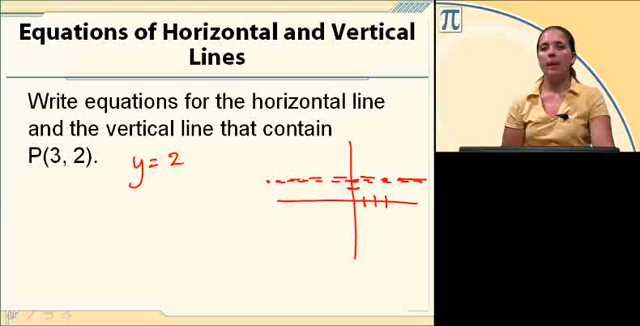 π
Equations of Horizontal and Vertical
Lines
Write equations for the horizontal line
and the vertical line that contain
P(3, 2).
y = 2